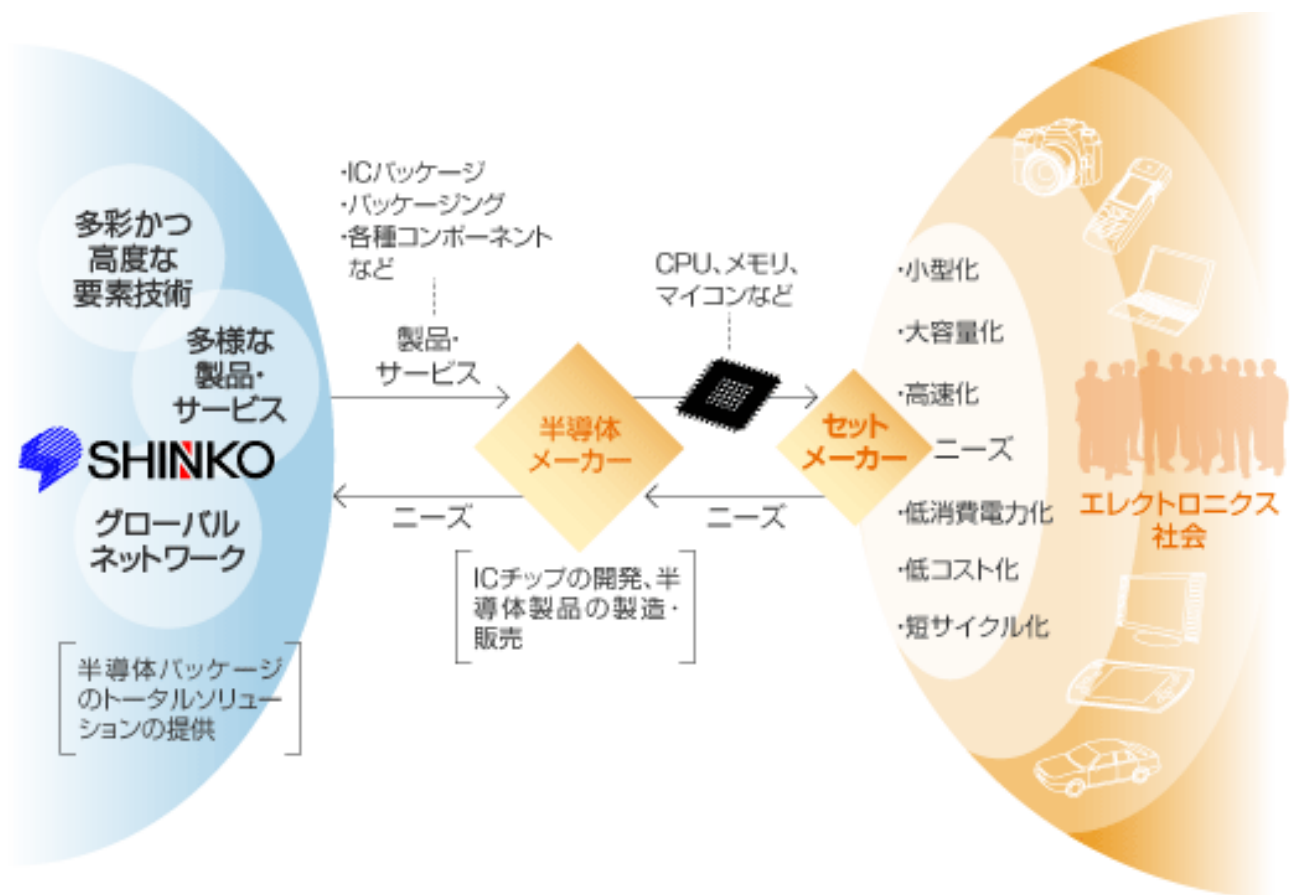 多彩かつ
高度な
要素技術
多様な
製品・
サービス
SHINKO
グローバル
ネットワーク
半導体パッケージ
のトータルソリュー
ションの提供
・ICパッケージ
・パッケージング
・各種コンポーネント
など
製品・
サービス
半導体
メーカー
ニーズ
ICチップの開発、半
導体製品の製造・
販売
CPU、メモリ、
マイコンなど
セット
メーカー
ニーズ
・小型化
・大容量化
・高速化
ニーズ
・低消費電力化
・低コスト化
・短サイクル化
エレクトロニクス
社会